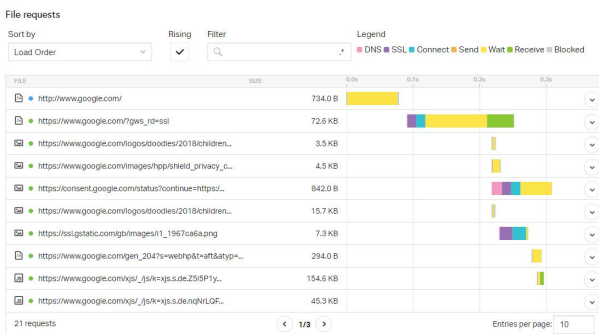 File requests
Sort by Rising Filter Legend
Load Order .* DNS SSL Connect Send Wait Receive Blocked
FILE SIZE 0.0s 0.1s 0.2s 0.3s
http://www.google.com/ 734.0 B
https://www.google.com/?gws_rd=ssl 72.6 KB
https://www.google.com/logos/doodles/2018/children... 3.5 KB
https://www.google.com/images/hpp/shield_privacy_c... 4.5 KB
https://consent.google.com/status?continue=https:/... 842.0 B
https://www.google.com/logos/doodles/2018/children... 15.7 KB
https://ssl.gstatic.com/gb/images/i1_1967ca6a.png 7.3 KB
https://www.google.com/gen_204?s=webhp&t=aft&atyp=... 294.0 B
https://www.google.com/xjs/_/js/k=xjs.s.de.Z5I5P1y... 154.6 KB
https://www.google.com/xjs/_/js/k=xjs.s.de.nqNrLQF... 45.3 KB
21 requests 1/3 Entries per page: 10